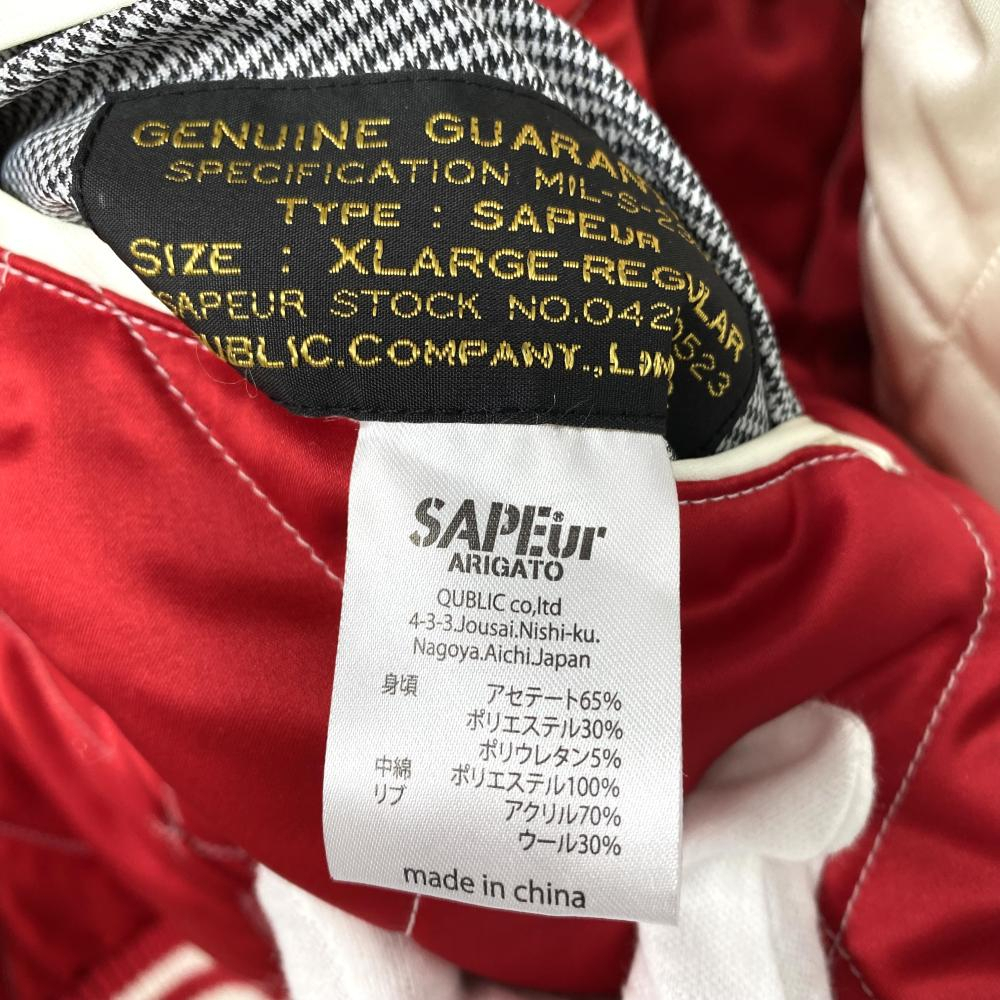 GENUINE GUARANT
SPECIFICATION MIL-S-23
TYPE : SAPEUR
SIZE : XLARGE-REGULAR
SAPEUR STOCK NO.042 0523
UBLIC.COMPANY.,
SAPEur
ARIGATO
QUBLIC co,ltd
4-3-3.Jousai.Nishi-ku.
Nagoya.Aichi.Japan
身頃 アセテート65%
ポリエステル30%
ポリウレタン5%
中綿 ポリエステル100%
リブ アクリル70%
ウール30%
made in china